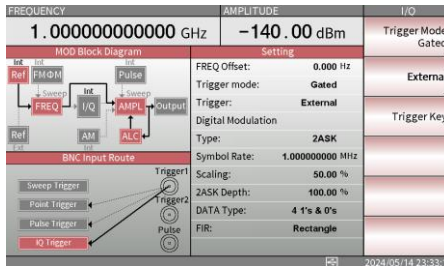 FREQUENCY
AMPLITUDE
I/Q
1.000000000000 GHz
-140.00 dBm
MOD Block Diagram
Int
Int
Int
Ref
FMΦM
Pulse
Sweep
Int
Sweep
FREQ
I/Q
AMPL
Output
Ref
AM
ALC
Ext
Int
BNC Input Route
Trigger1
Sweep Trigger
Point Trigger
Trigger2
Pulse Trigger
Pulse
IQ Trigger
Setting
FREQ Offset: 0.000 Hz
Trigger mode: Gated
Trigger: External
Digital Modulation
Type: 2ASK
Symbol Rate: 1.000000000 MHz
Scaling: 50.00 %
2ASK Depth: 100.00 %
DATA Type: 4 1's & 0's
FIR: Rectangle
Trigger Mode
Gated
Externa
Trigger Key
2024/05/14 23:33: